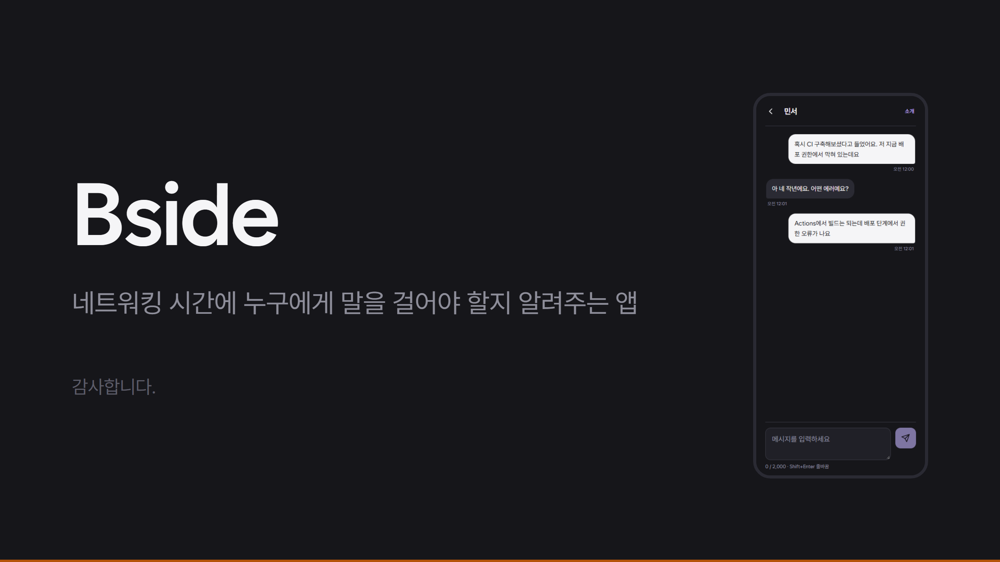 Bside
네트워킹 시간에 누구에게 말을 걸어야 할지 알려주는 앱
감사합니다.
민서
소개
혹시 CI 구축해보셨다고 들었어요. 저 지금 배
포 권한에서 막혀 있는데요
오전 12:00
아 네 작년에요. 어떤 에러예요?
오전 12:01
Actions에서 빌드는 되는데 배포 단계에서 권
한 오류가 나요
오전 12:01
메시지를 입력하세요
0 / 2,000 · Shift+Enter 줄바꿈